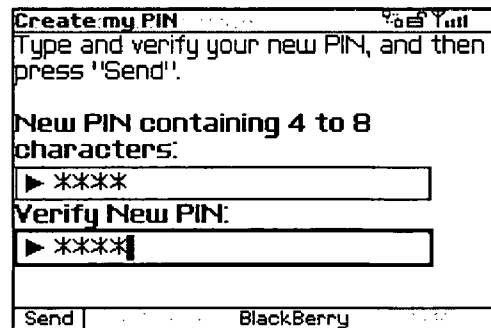 Create my PIN
Type and verify your new PIN, and then
press "Send".
New PIN containing 4 to 8
characters:
****
Verify New PIN:
****
Send BlackBerry